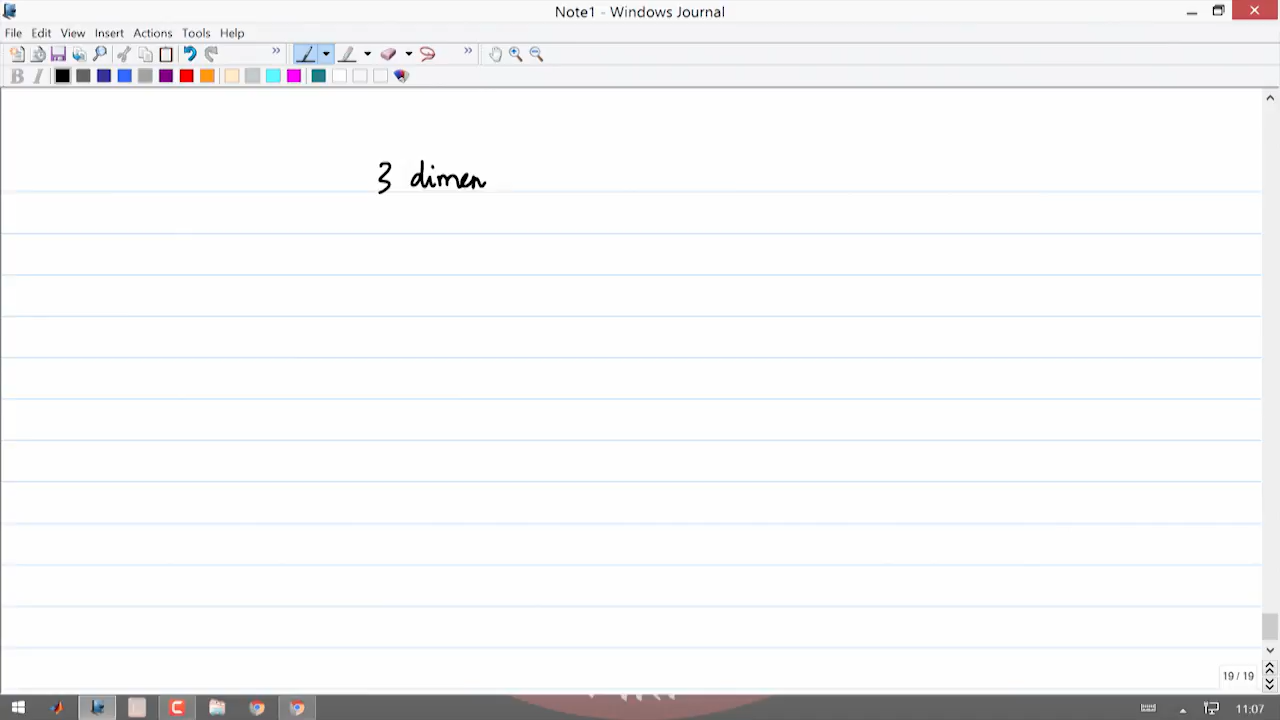 Note1 - Windows Journal
File Edit View Insert Actions Tools Help
B I
3 dimen
19 / 19
11:07